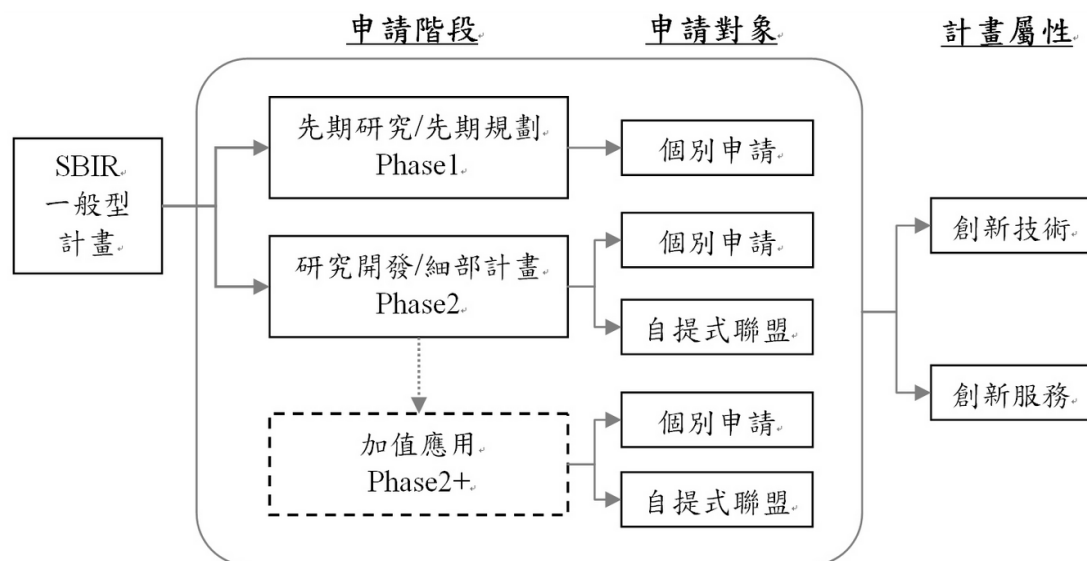 申請階段
申請對象
計畫屬性
SBIR
一般型
計畫
先期研究/先期規劃
Phase1
個別申請
研究開發/細部計畫
Phase2
個別申請
自提式聯盟
加值應用
Phase2+
個別申請
自提式聯盟
創新技術
創新服務